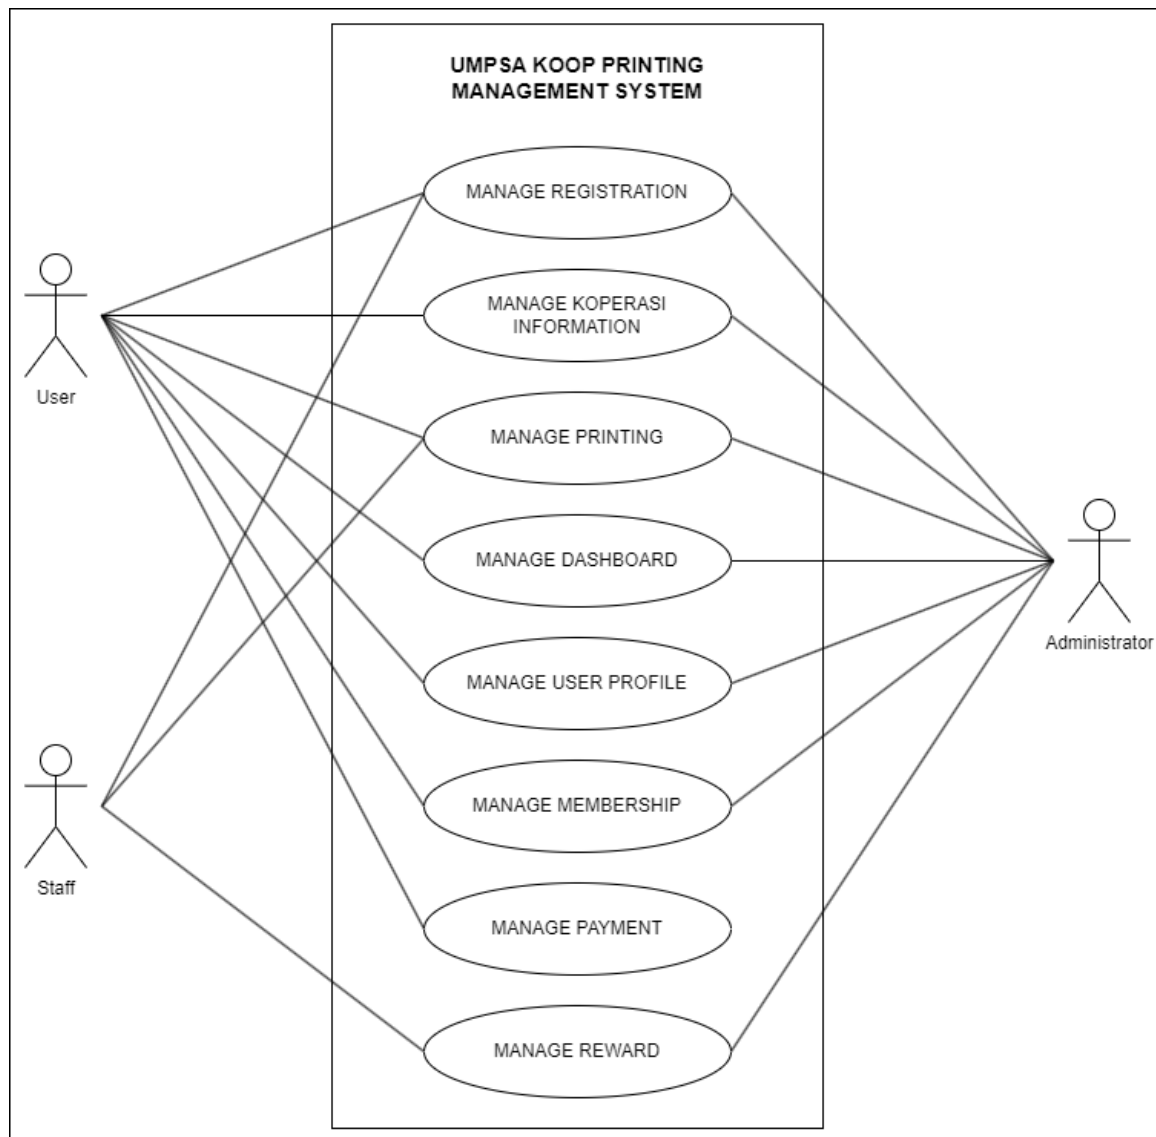 UMPSA KOOP PRINTING
MANAGEMENT SYSTEM
MANAGE REGISTRATION
MANAGE KOPERASI
INFORMATION
User
MANAGE PRINTING
MANAGE DASHBOARD
Administrator
MANAGE USER PROFILE
MANAGE MEMBERSHIP
Staff
MANAGE PAYMENT
MANAGE REWARD